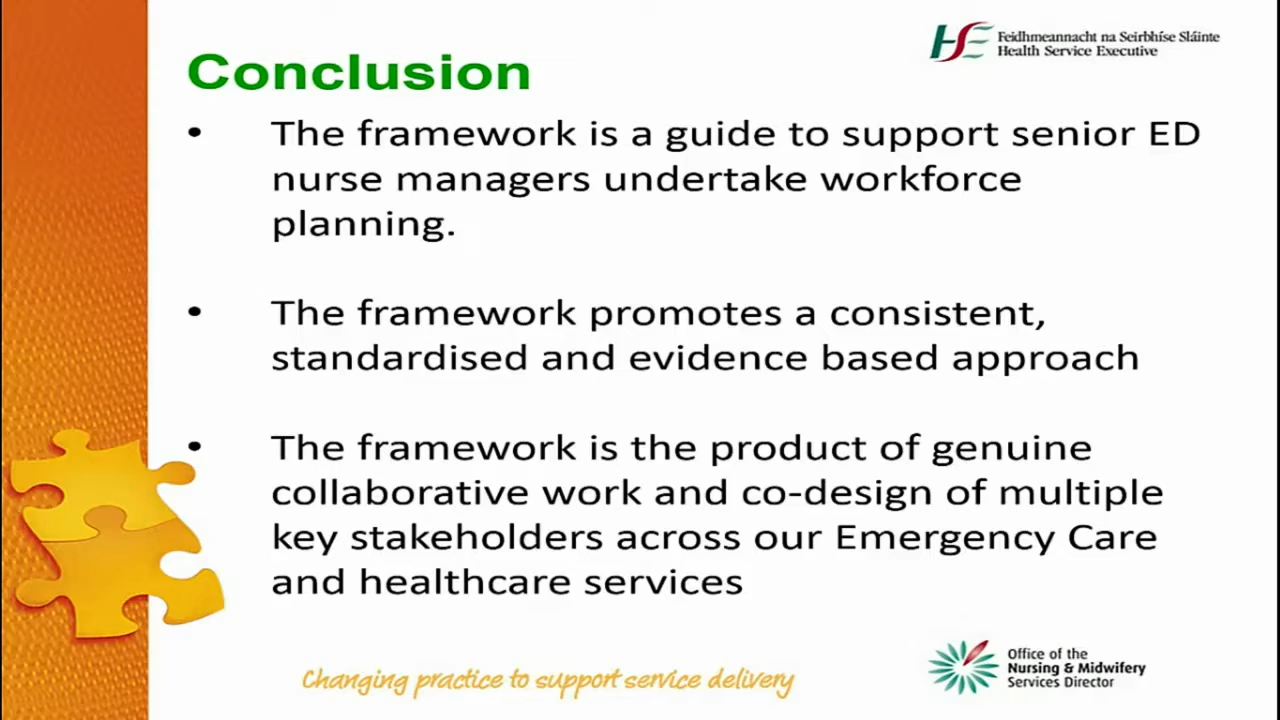 Feidhmeannacht na Seirbhíse Sláinte
Health Service Executive
Conclusion
• The framework is a guide to support senior ED
nurse managers undertake workforce
planning.
• The framework promotes a consistent,
standardised and evidence based approach
• The framework is the product of genuine
collaborative work and co-design of multiple
key stakeholders across our Emergency Care
and healthcare services
Changing practice to support service delivery
Office of the
Nursing & Midwifery
Services Director